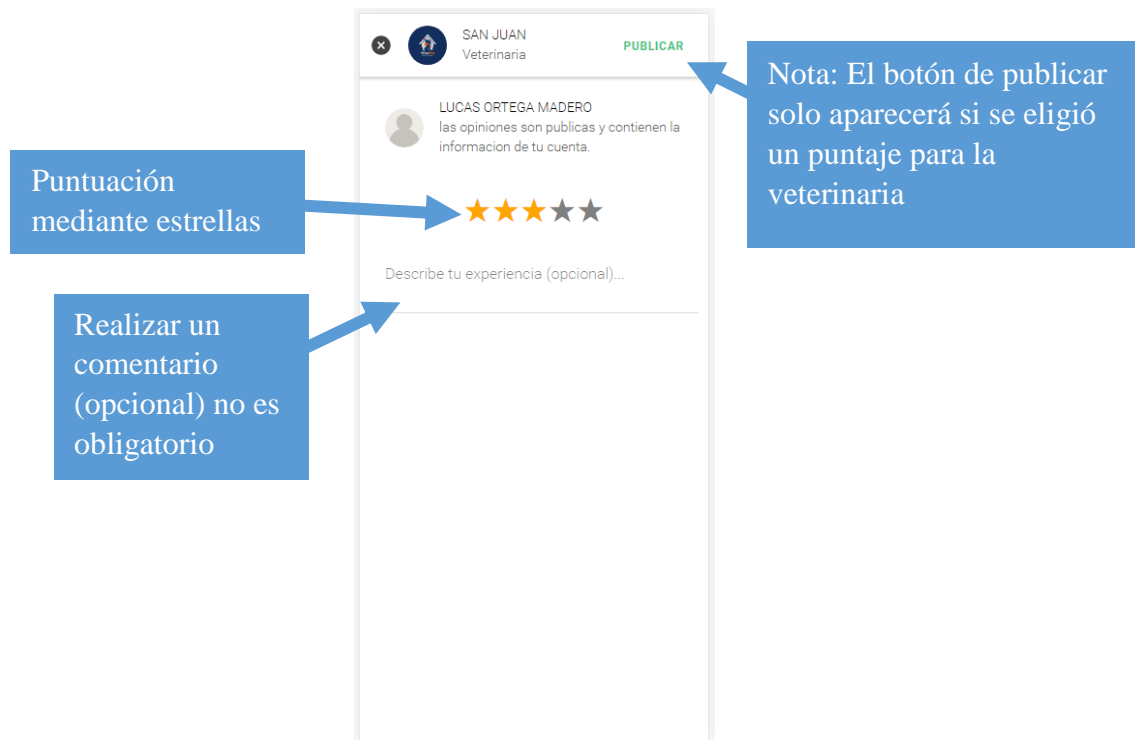 SAN JUAN
Veterinaria
PUBLICAR
LUCAS ORTEGA MADERO
las opiniones son publicas y contienen la
informacion de tu cuenta.
Describe tu experiencia (opcional)...
Puntuación
mediante estrellas
Realizar un
comentario
(opcional) no es
obligatorio
Nota: El botón de publicar
solo aparecerá si se eligió
un puntaje para la
veterinaria